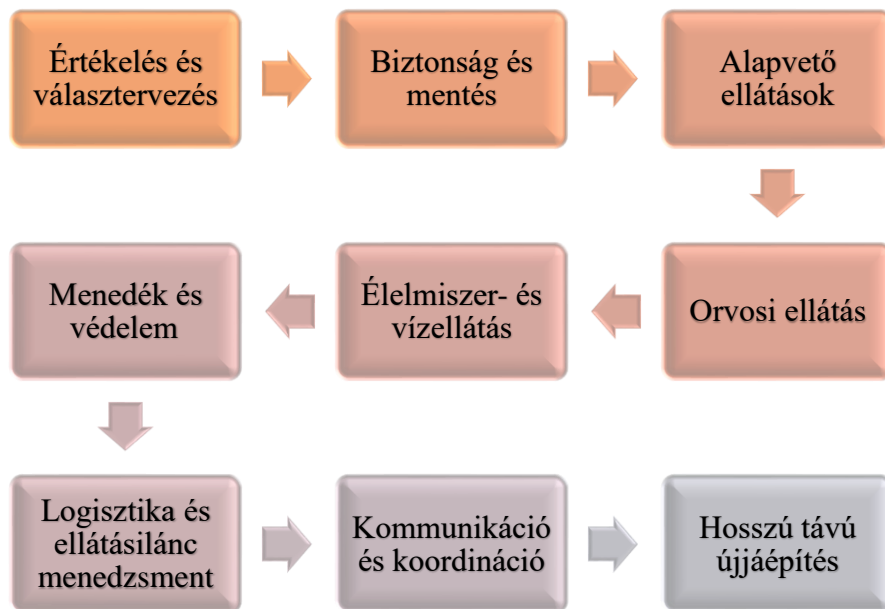 Értékelés és
választervezés
Biztonság és
mentés
Alapvető
ellátások
Orvosi ellátás
Élelmiszer- és
vízellátás
Menedék és
védelem
Logisztika és
ellátásilánc
menedzsment
Kommunikáció
és koordináció
Hosszú távú
újjáépítés